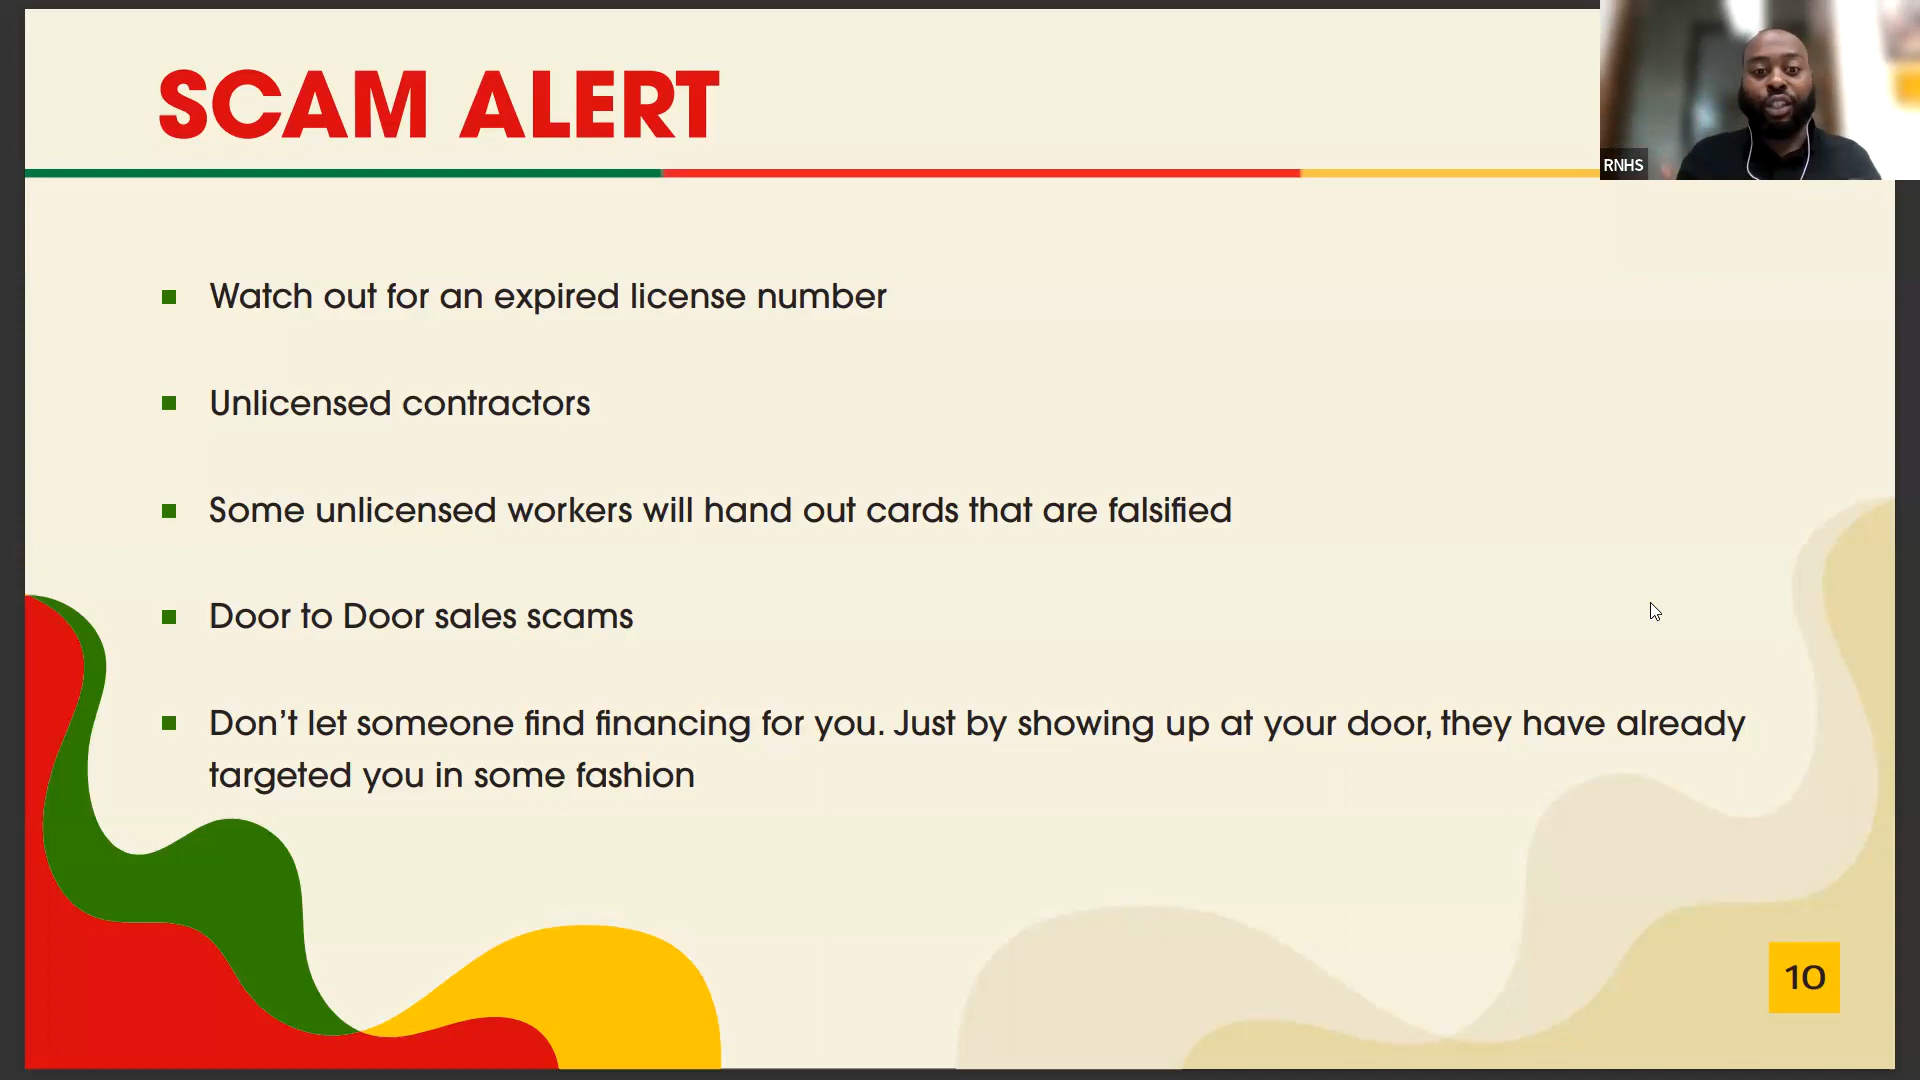 SCAM ALERT
RNHS
Watch out for an expired license number
Unlicensed contractors
Some unlicensed workers will hand out cards that are falsified
Door to Door sales scams
Don’t let someone find financing for you. Just by showing up at your door, they have already
targeted you in some fashion
10